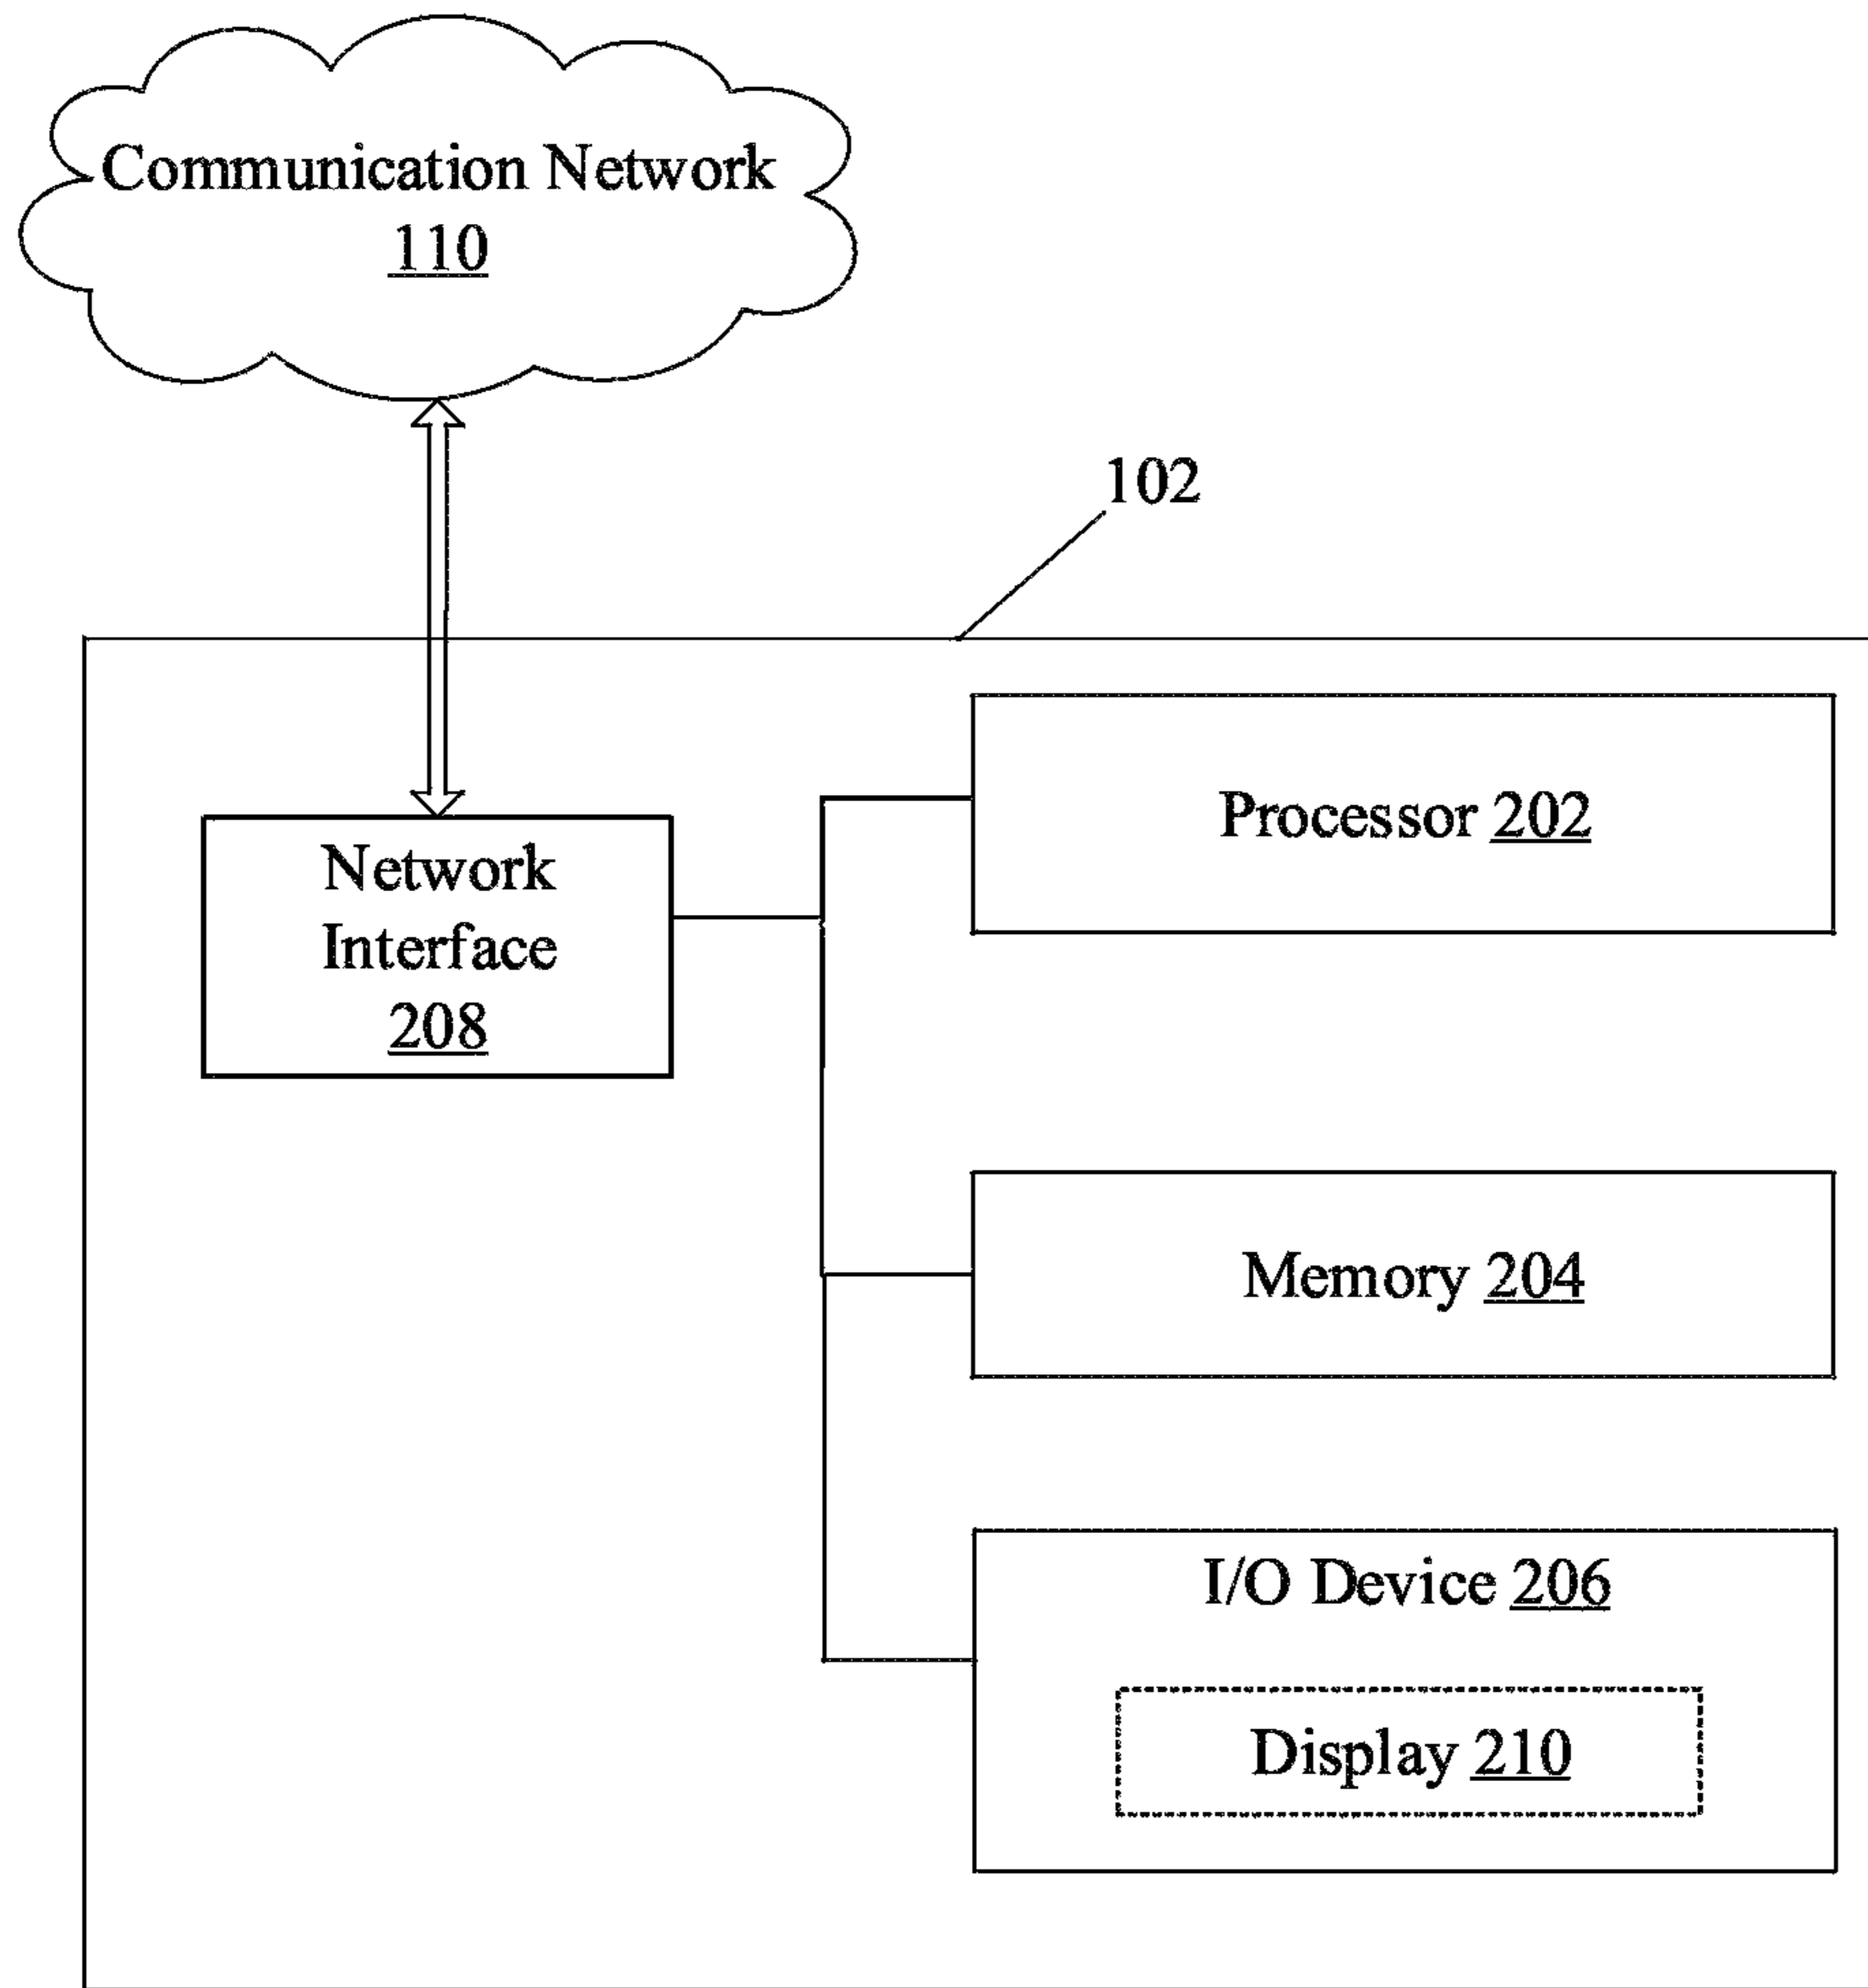 Communication Network
110
102
Processor 202
Network
Interface
208
Memory 204
I/O Device 206
Display 210